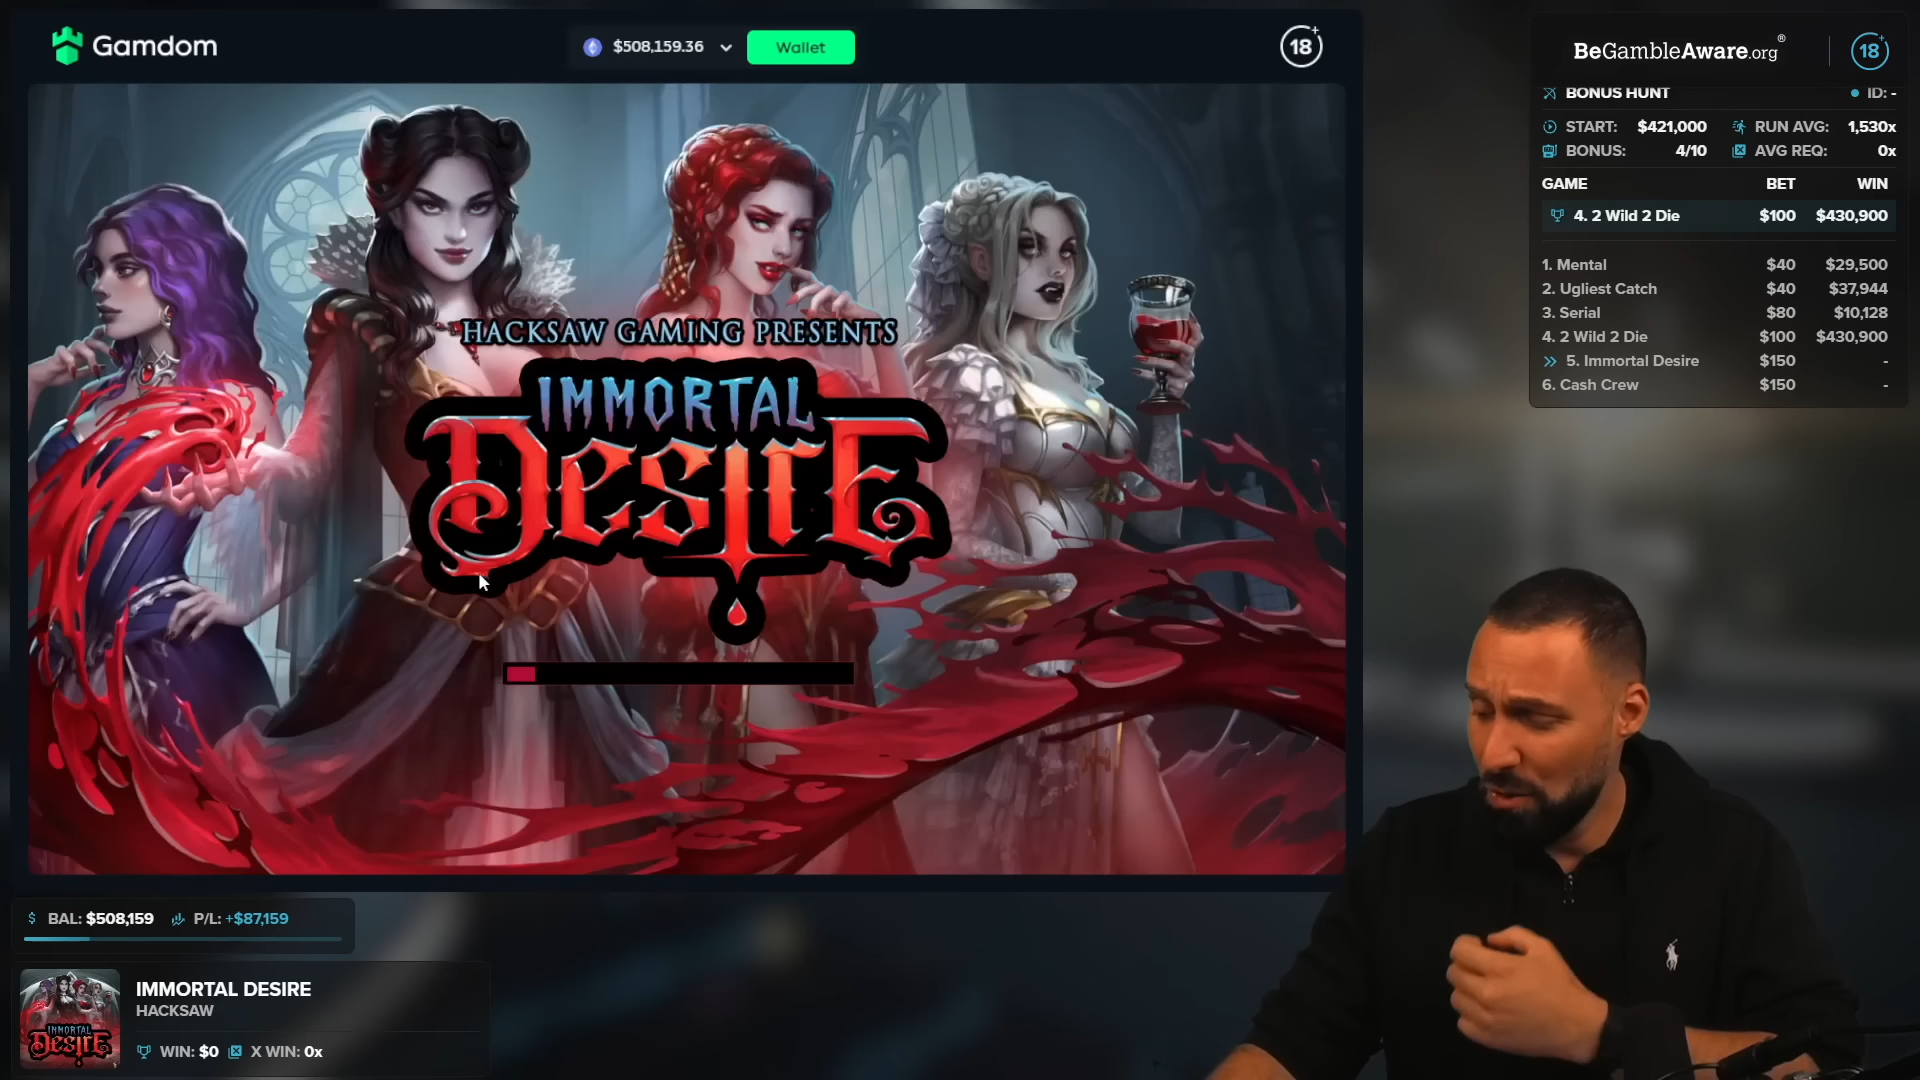 Gamdom
$508,159.36
Wallet
18+
HACKSAW GAMING PRESENTS
IMMORTAL
DESIRE
BeGambleAware.org®
18+
BONUS HUNT
ID: -
START: $421,000
RUN AVG: 1,530x
BONUS: 4/10
AVG REQ: 0x
GAME BET WIN
4. 2 Wild 2 Die $100 $430,900
1. Mental $40 $29,500
2. Ugliest Catch $40 $37,944
3. Serial $80 $10,128
4. 2 Wild 2 Die $100 $430,900
5. Immortal Desire $150 -
6. Cash Crew $150 -
BAL: $508,159 P/L: +$87,159
IMMORTAL
DESIRE
IMMORTAL DESIRE
HACKSAW
WIN: $0 X WIN: 0x